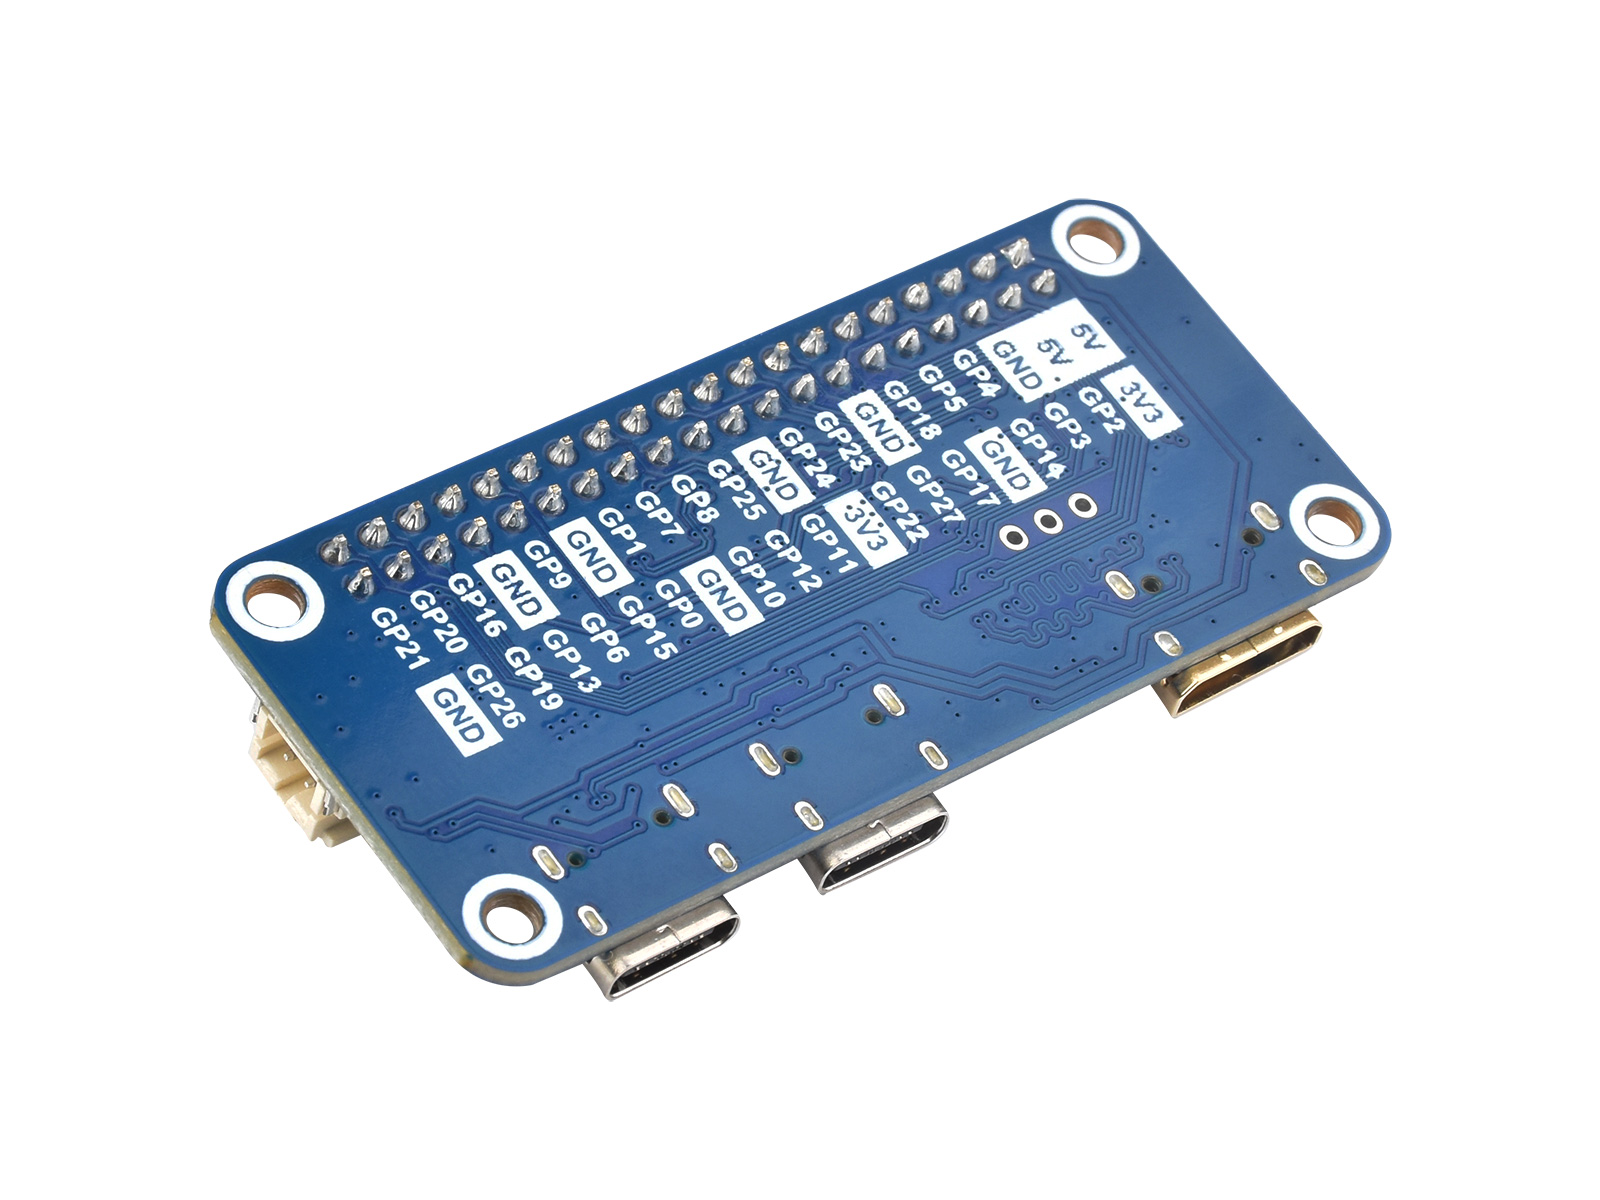 5V 3V3
5V GP2
GND GP3
GP4 GP14
GP5 GND
GP18 GP17
GND GP27
GP23 GP22
GP24 3V3
GND GP11
GP25 GP12
GP8 GP10
GP7 GND
GP1 GP0
GND GP15
GP9 GP6
GND GP13
GP16 GP19
GP20 GP26
GP21 GND